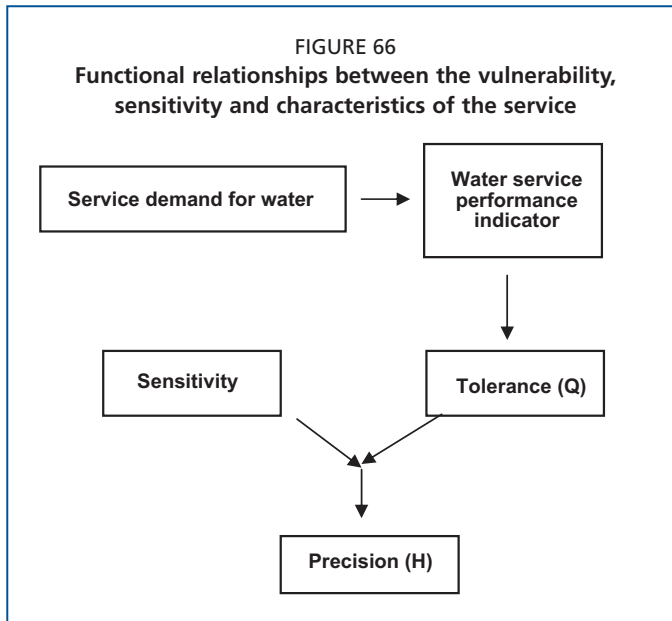 FIGURE 66
Functional relationships between the vulnerability,
sensitivity and characteristics of the service
Service demand for water
Water service
performance
indicator
Sensitivity
Tolerance (Q)
Precision (H)